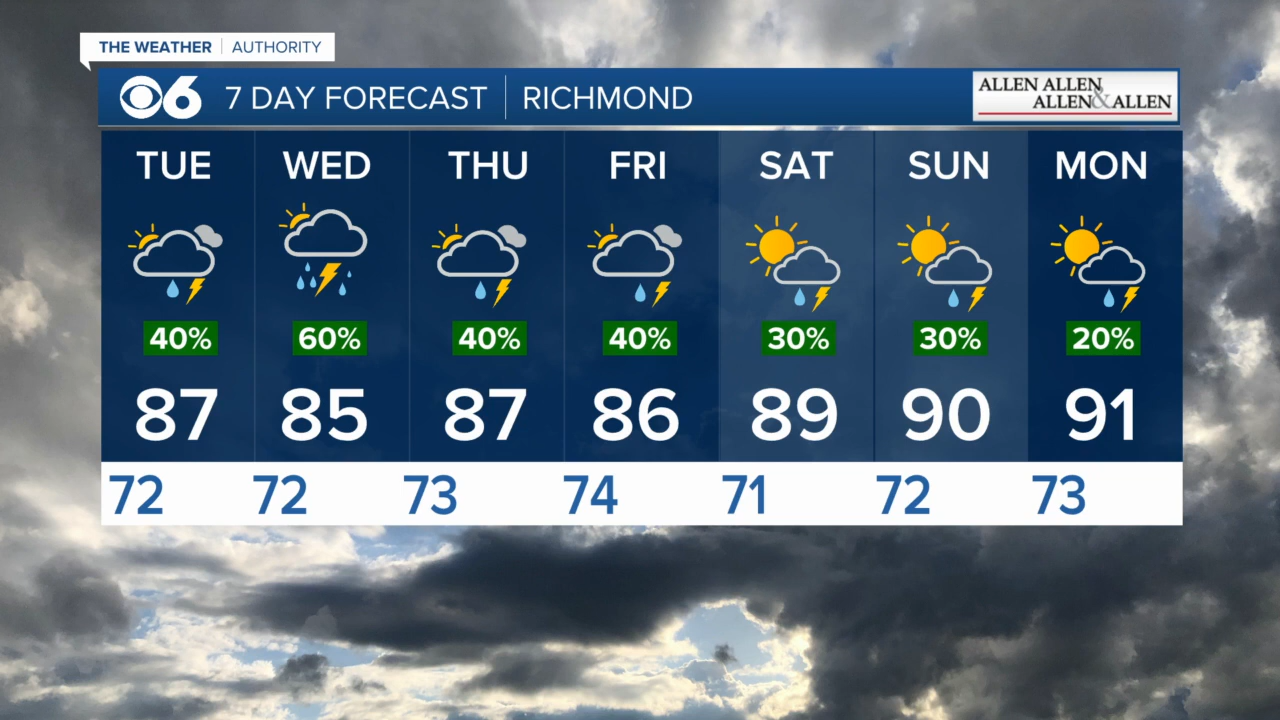 THE WEATHER | AUTHORITY
6 7 DAY FORECAST | RICHMOND
ALLEN ALLEN
ALLEN & ALLEN
TUE WED THU FRI SAT SUN MON
40% 60% 40% 40% 30% 30% 20%
87 85 87 86 89 90 91
72 72 73 74 71 72 73